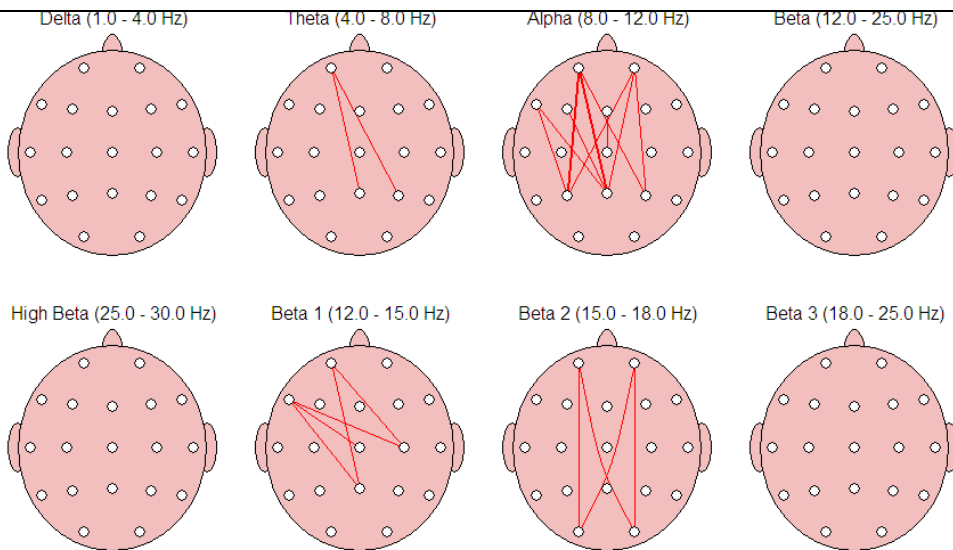 Delta (1.0 - 4.0 Hz)
Theta (4.0 - 8.0 Hz)
Alpha (8.0 - 12.0 Hz)
Beta (12.0 - 25.0 Hz)
High Beta (25.0 - 30.0 Hz)
Beta 1 (12.0 - 15.0 Hz)
Beta 2 (15.0 - 18.0 Hz)
Beta 3 (18.0 - 25.0 Hz)